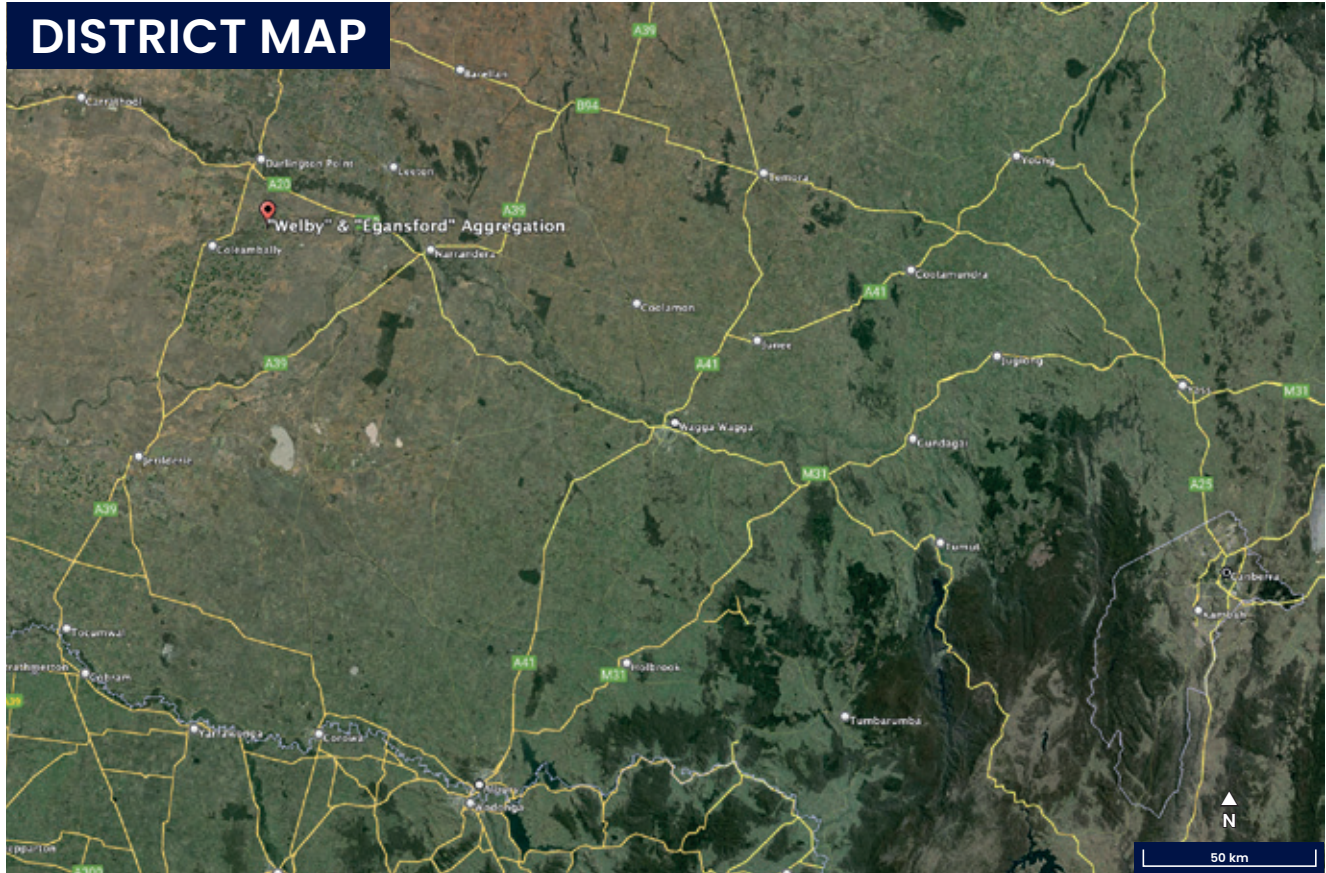 DISTRICT MAP
A39
Barellan
Carrathool
B94
Darlington Point
Leeton
Young
A20
Temora
A39
"Welby" & "Egansford" Aggregation
Coleambally
Narrandera
Cootamundra
A41
Coolamon
Junee
A39
A41
Jugiong
Yass
M31
Wagga Wagga
Gundagai
Jerilderie
M31
A25
A39
Tumut
Canberra
Kambah
Tocumwal
Cobram
A41
Holbrook
M31
Tumbarumba
Yarrawonga
Corowa
Albury
Wodonga
N
50 km